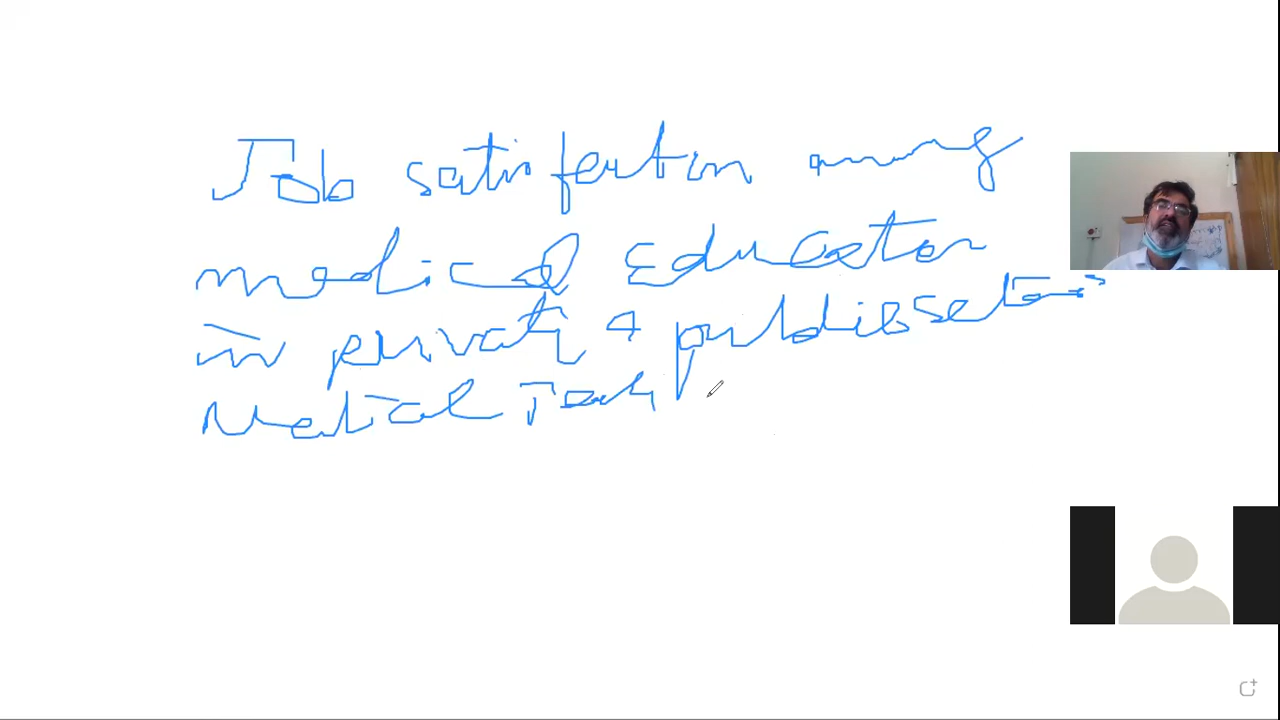 Job satisfaction among
medical Educator
in private & public sector
Medical Teach